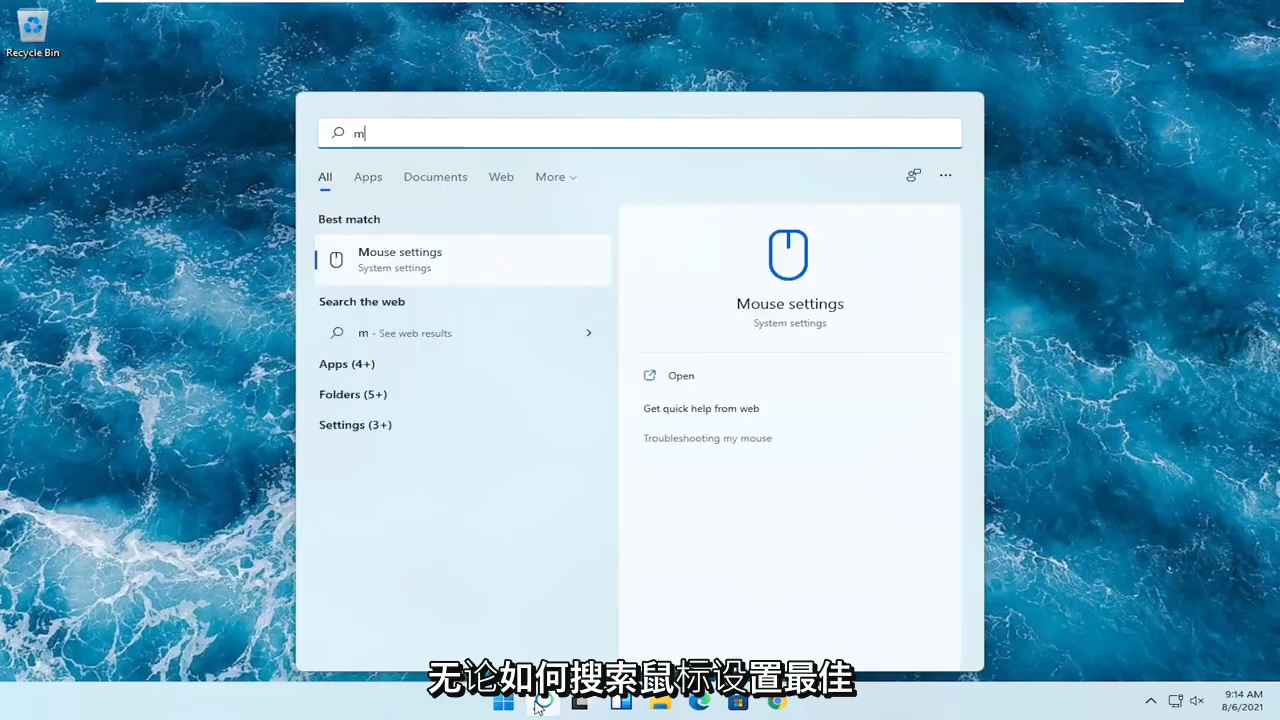 Recycle Bin
m
All Apps Documents Web More
Best match
Mouse settings
System settings
Search the web
m - See web results
Apps (4+)
Folders (5+)
Settings (3+)
Mouse settings
System settings
Open
Get quick help from web
Troubleshooting my mouse
无论如何搜索鼠标设置最佳
9:14 AM
8/6/2021